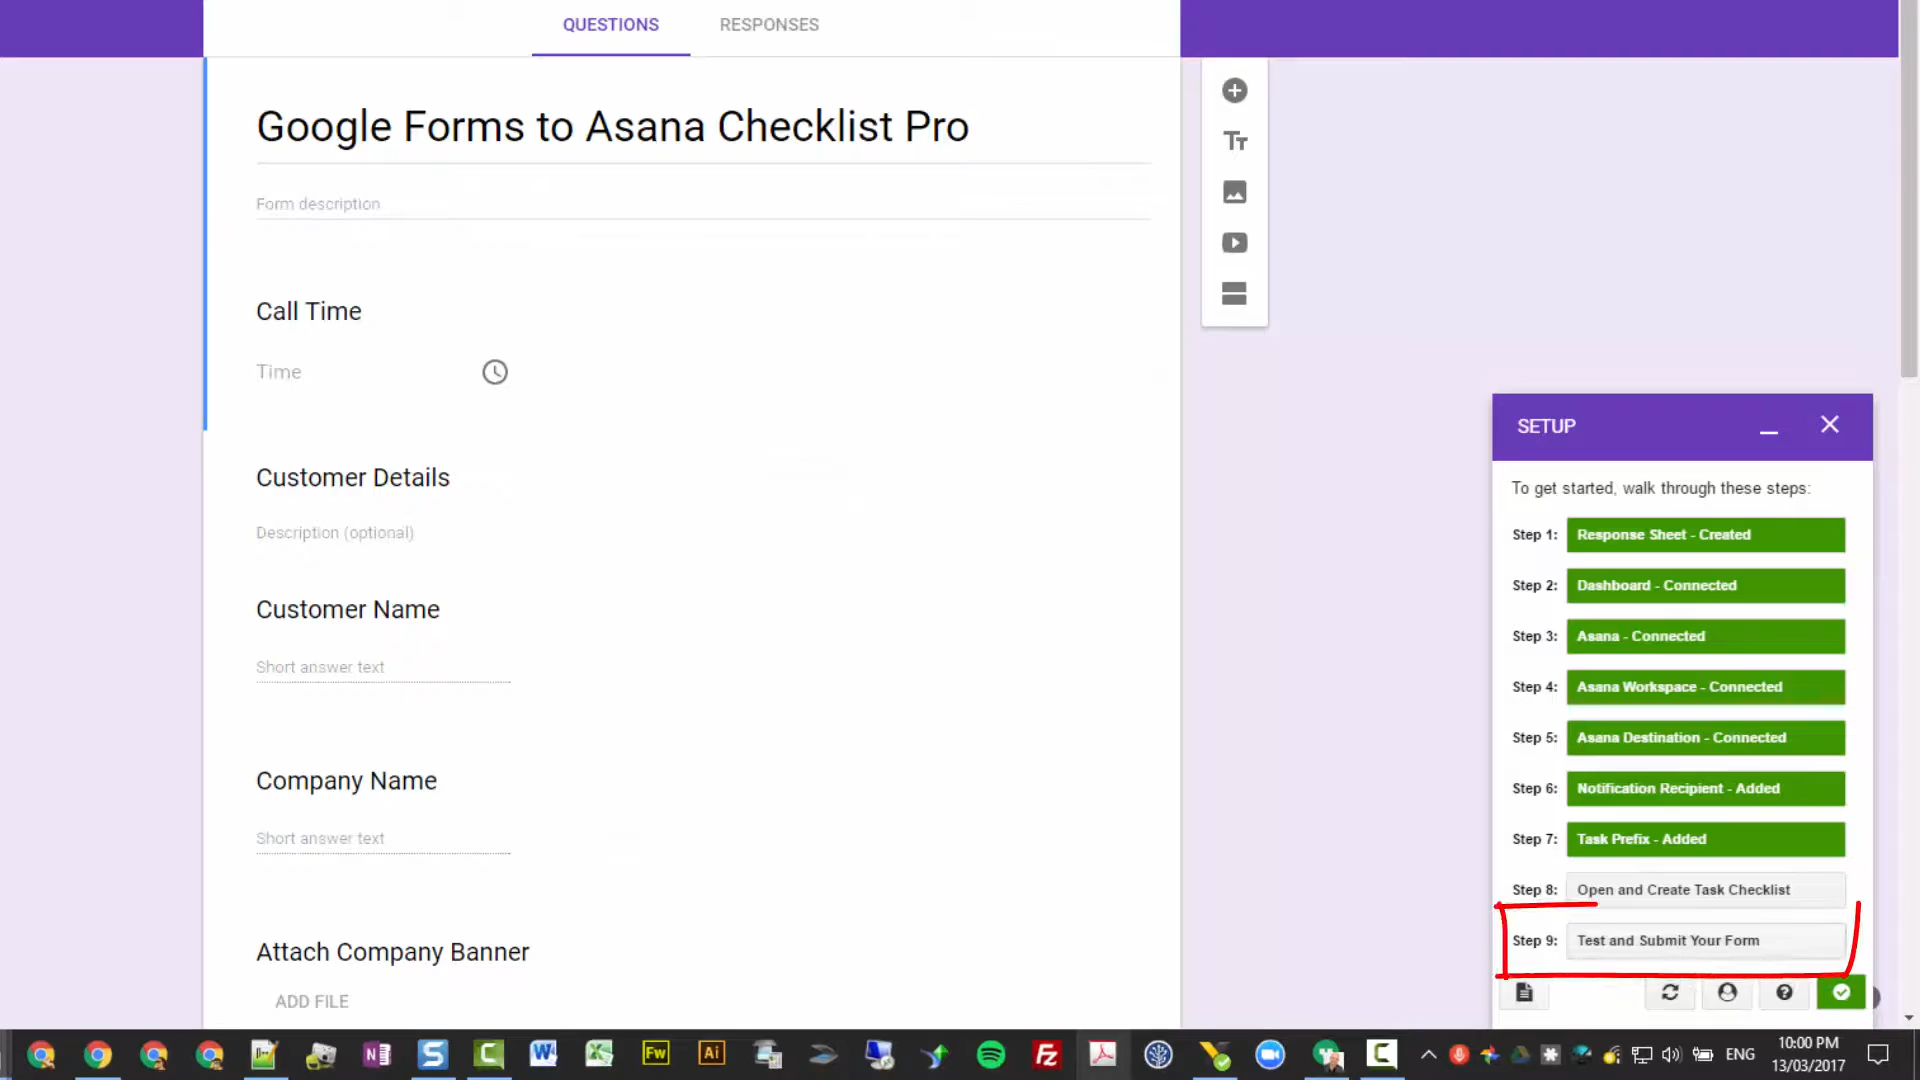 QUESTIONS RESPONSES
Google Forms to Asana Checklist Pro
Form description
Call Time
Time
Customer Details
Description (optional)
Customer Name
Short answer text
Company Name
Short answer text
Attach Company Banner
ADD FILE
Tт
SETUP
To get started, walk through these steps:
Step 1: Response Sheet - Created
Step 2: Dashboard - Connected
Step 3: Asana - Connected
Step 4: Asana Workspace - Connected
Step 5: Asana Destination - Connected
Step 6: Notification Recipient - Added
Step 7: Task Prefix - Added
Step 8: Open and Create Task Checklist
Step 9: Test and Submit Your Form
Fw
Ai
ENG
10:00 PM
13/03/2017